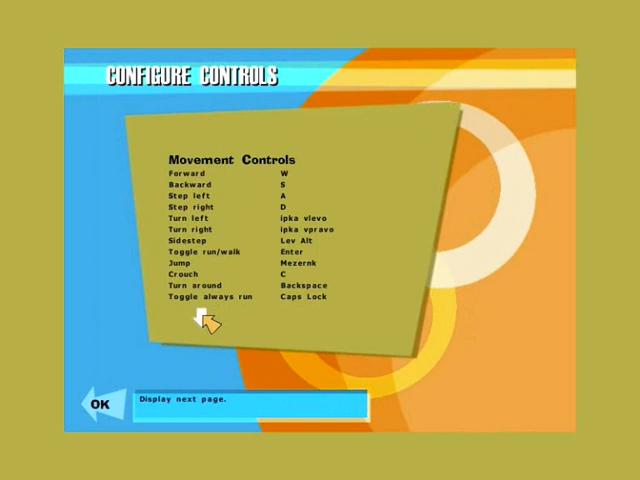 CONFIGURE CONTROLS
Movement Controls
Forward W
Backward S
Step left A
Step right D
Turn left ipka vlevo
Turn right ipka vpravo
Sidestep Lev Alt
Toggle run/walk Enter
Jump Mezernk
Crouch C
Turn around Backspace
Toggle always run Caps Lock
OK
Display next page.